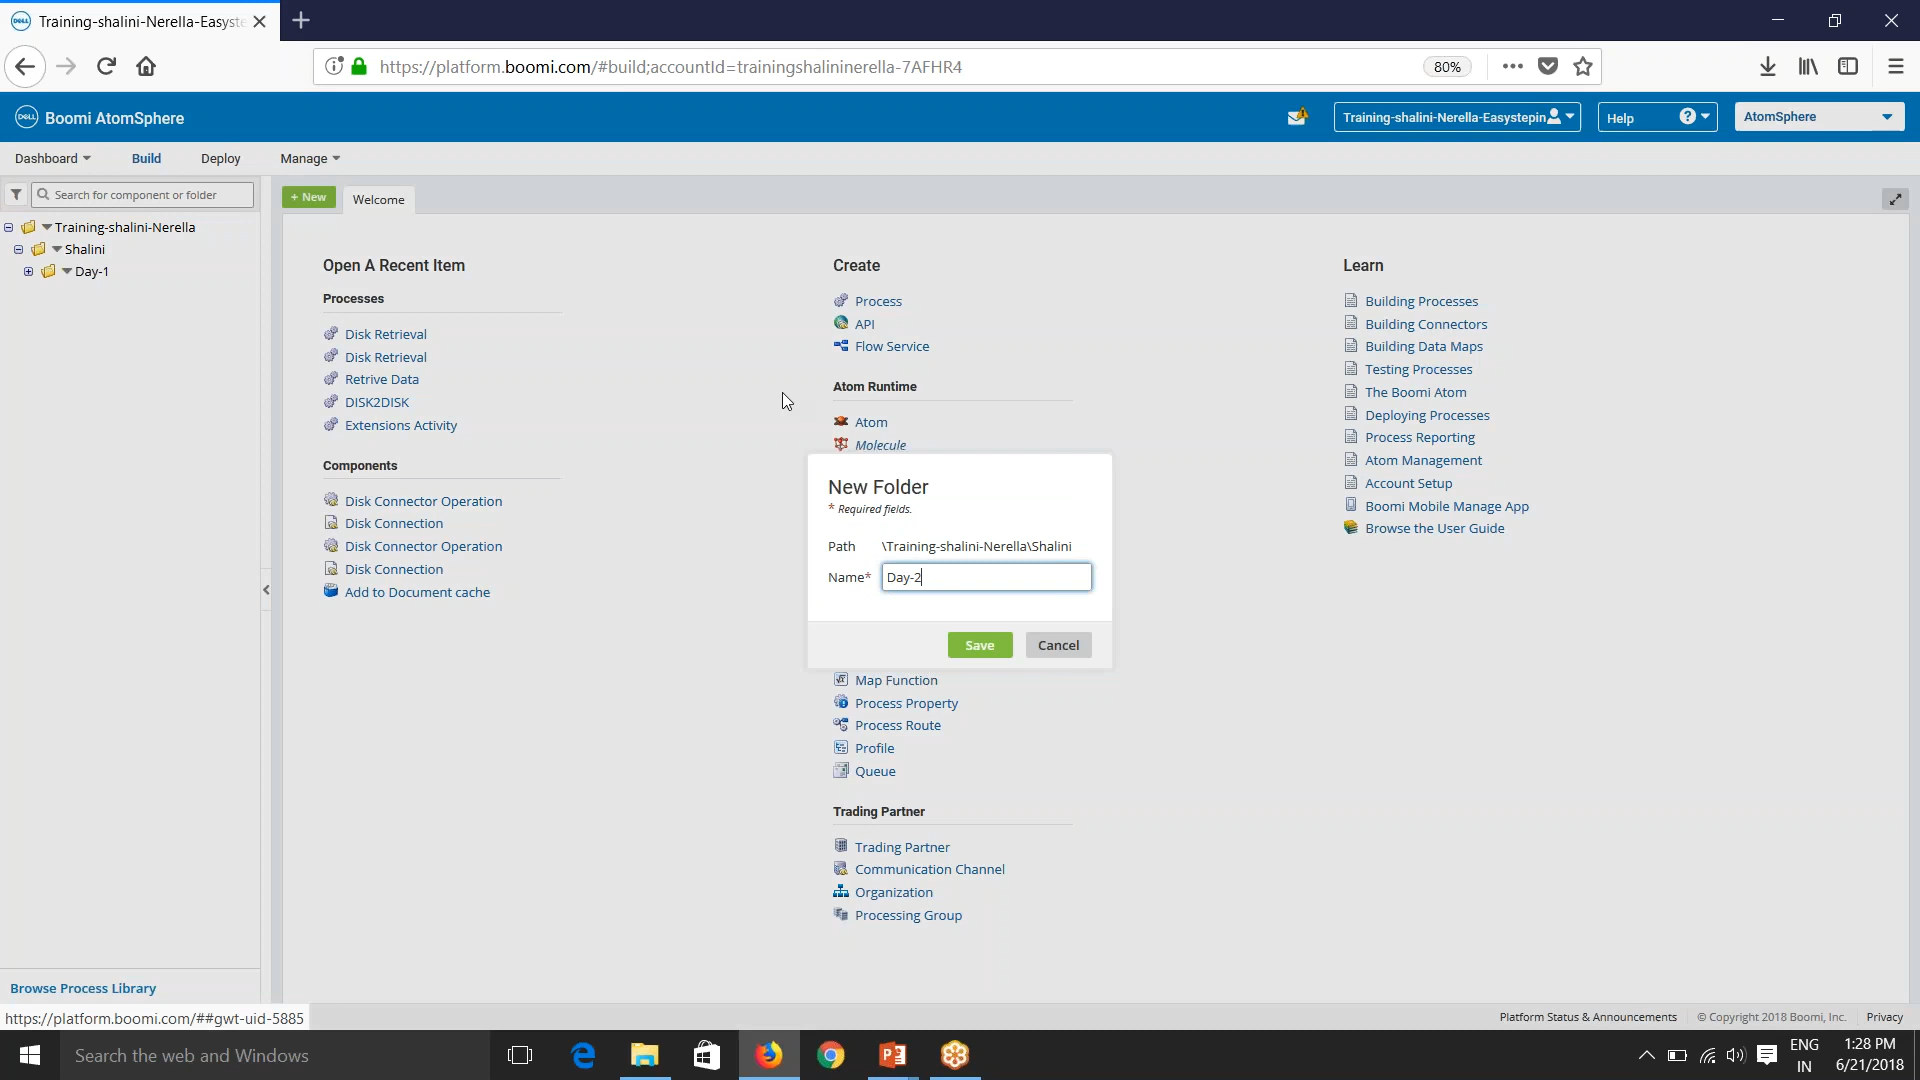 Training-shalini-Nerella-Easyste
https://platform.boomi.com/#build;accountId=trainingshalininerella-7AFHR4
80%
DELL
Boomi AtomSphere
Training-shalini-Nerella-Easystepin
Help
AtomSphere
Dashboard
Build
Deploy
Manage
Search for component or folder
+ New
Welcome
Training-shalini-Nerella
Shalini
Day-1
Open A Recent Item
Processes
Disk Retrieval
Disk Retrieval
Retrive Data
DISK2DISK
Extensions Activity
Components
Disk Connector Operation
Disk Connection
Disk Connector Operation
Disk Connection
Add to Document cache
Create
Process
API
Flow Service
Atom Runtime
Atom
Molecule
New Folder
* Required fields.
Path \Training-shalini-Nerella\Shalini
Name* Day-2
Save
Cancel
Map Function
Process Property
Process Route
Profile
Queue
Trading Partner
Trading Partner
Communication Channel
Organization
Processing Group
Learn
Building Processes
Building Connectors
Building Data Maps
Testing Processes
The Boomi Atom
Deploying Processes
Process Reporting
Atom Management
Account Setup
Boomi Mobile Manage App
Browse the User Guide
Browse Process Library
https://platform.boomi.com/##gwt-uid-5885
Platform Status & Announcements
© Copyright 2018 Boomi, Inc.
Privacy
Search the web and Windows
ENG
IN
1:28 PM
6/21/2018